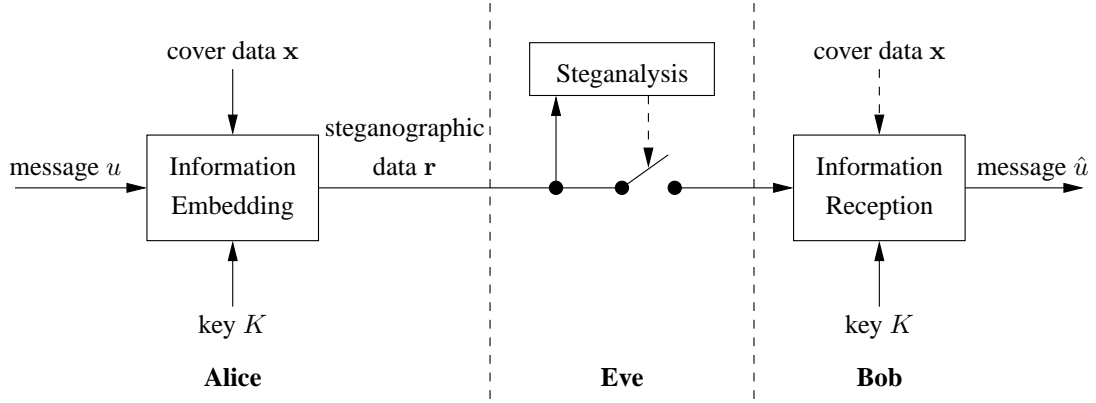 cover data x
message u
Information
Embedding
key K
Alice
steganographic
data r
Steganalysis
Eve
cover data x
Information
Reception
message û
key K
Bob